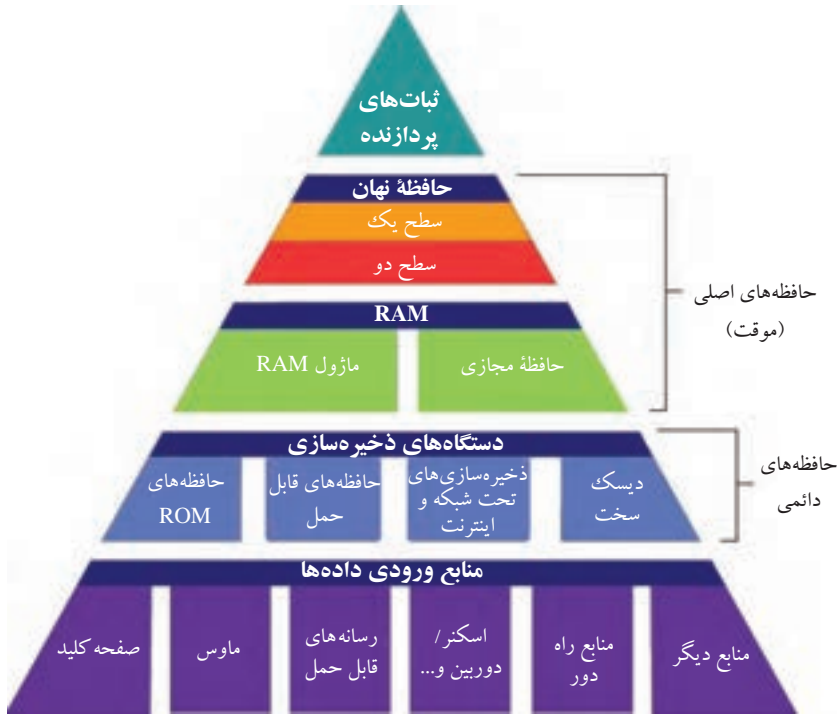 ثبات‌های
پردازنده
حافظهٔ نهان
سطح یک
سطح دو
حافظه‌های اصلی
(موقت)
RAM
حافظهٔ مجازی
ماژول RAM
دستگاه‌های ذخیره‌سازی
حافظه‌های
دائمی
دیسک
سخت
ذخیره‌سازی‌های
تحت شبکه و
اینترنت
حافظه‌های قابل
حمل
حافظه‌های
ROM
منابع ورودی داده‌ها
منابع دیگر
منابع راه
دور
اسکنر/
دوربین و...
رسانه‌های
قابل حمل
ماوس
صفحه کلید